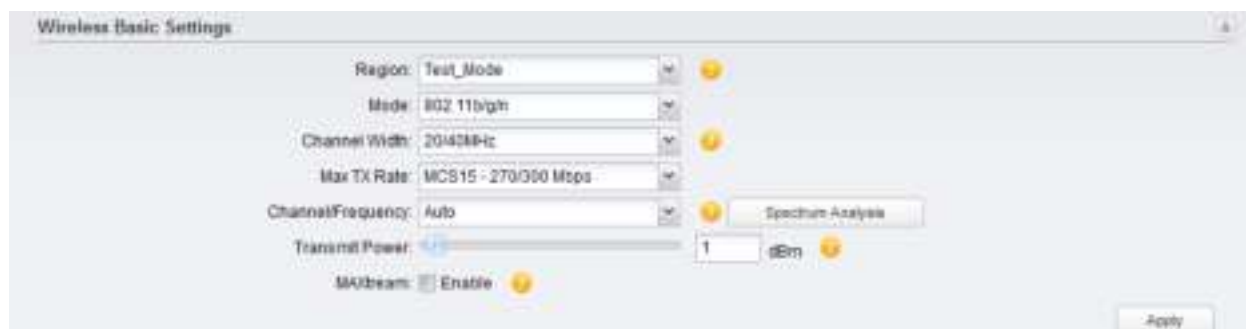 Wireless Basic Settings
Region: Test_Mode
Mode: 802.11b/g/n
Channel Width: 20/40MHz
Max TX Rate: MCS15 - 270/300 Mbps
Channel/Frequency: Auto Spectrum Analysis
Transmit Power: 1 dBm
MAXtream: Enable
Apply